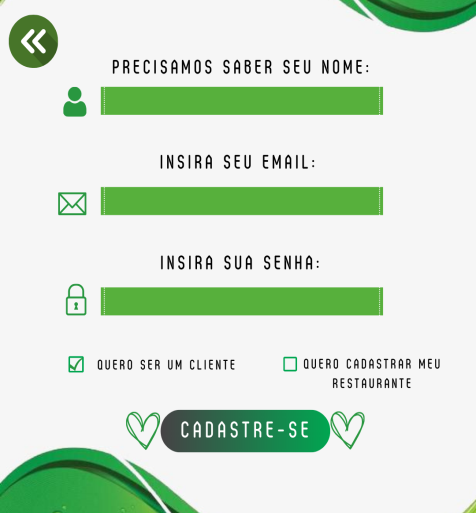 PRECISAMOS SABER SEU NOME:
INSIRA SEU EMAIL:
INSIRA SUA SENHA:
QUERO SER UM CLIENTE
QUERO CADASTRAR MEU
RESTAURANTE
CADASTRE-SE